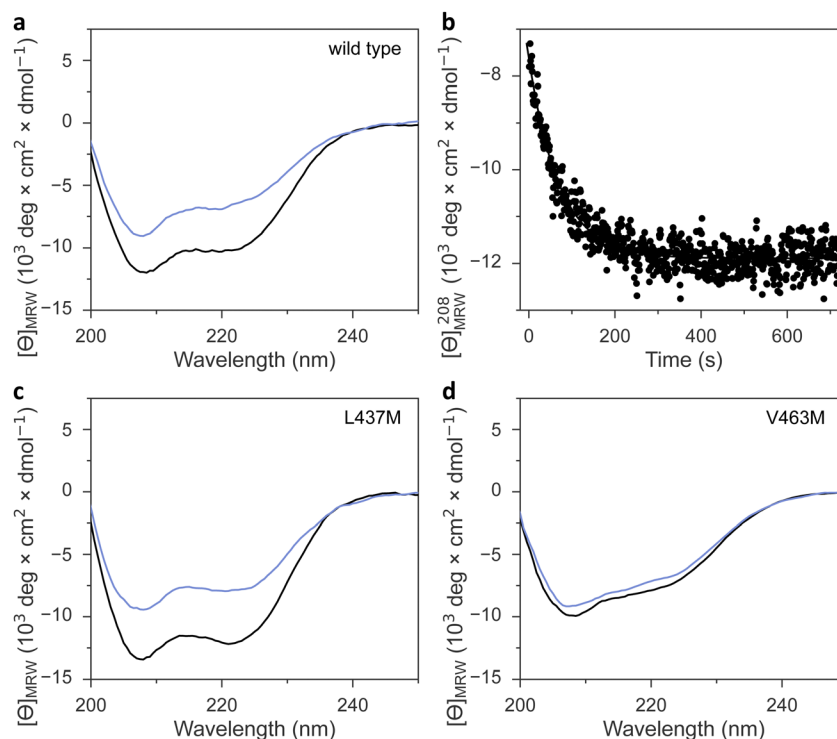 a
wild type
5
0
−5
−10
−15
200
220
240
Wavelength (nm)
[Θ]MRW (10³ deg × cm² × dmol⁻¹)
b
−8
−10
−12
0
200
400
600
Time (s)
[Θ]²⁰⁸MRW (10³ deg × cm² × dmol⁻¹)
c
L437M
5
0
−5
−10
−15
200
220
240
Wavelength (nm)
[Θ]MRW (10³ deg × cm² × dmol⁻¹)
d
V463M
5
0
−5
−10
−15
200
220
240
Wavelength (nm)
[Θ]MRW (10³ deg × cm² × dmol⁻¹)